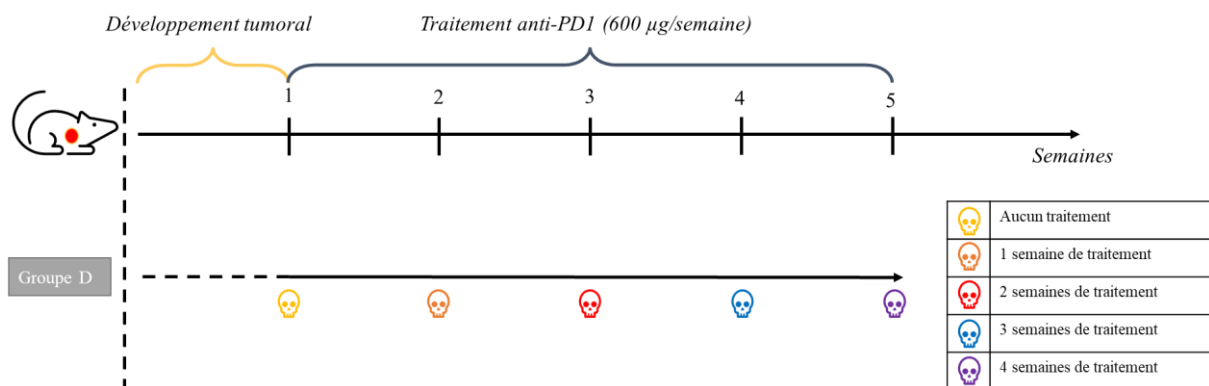 Développement tumoral
Traitement anti-PD1 (600 µg/semaine)
1
2
3
4
5
Semaines
Groupe D
Aucun traitement
1 semaine de traitement
2 semaines de traitement
3 semaines de traitement
4 semaines de traitement